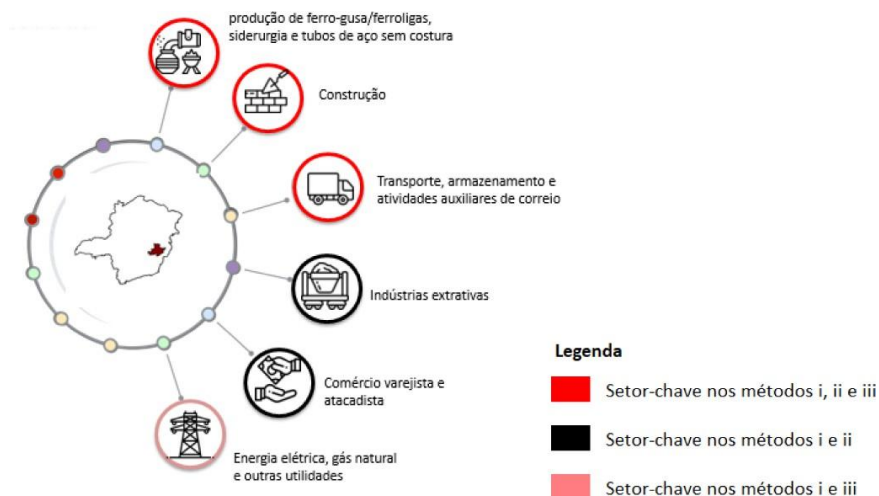 produção de ferro-gusa/ferroligas,
siderurgia e tubos de aço sem costura
Construção
Transporte, armazenamento e
atividades auxiliares de correio
Indústrias extrativas
Comércio varejista e
atacadista
Energia elétrica, gás natural
e outras utilidades
Legenda
Setor-chave nos métodos i, ii e iii
Setor-chave nos métodos i e ii
Setor-chave nos métodos i e iii